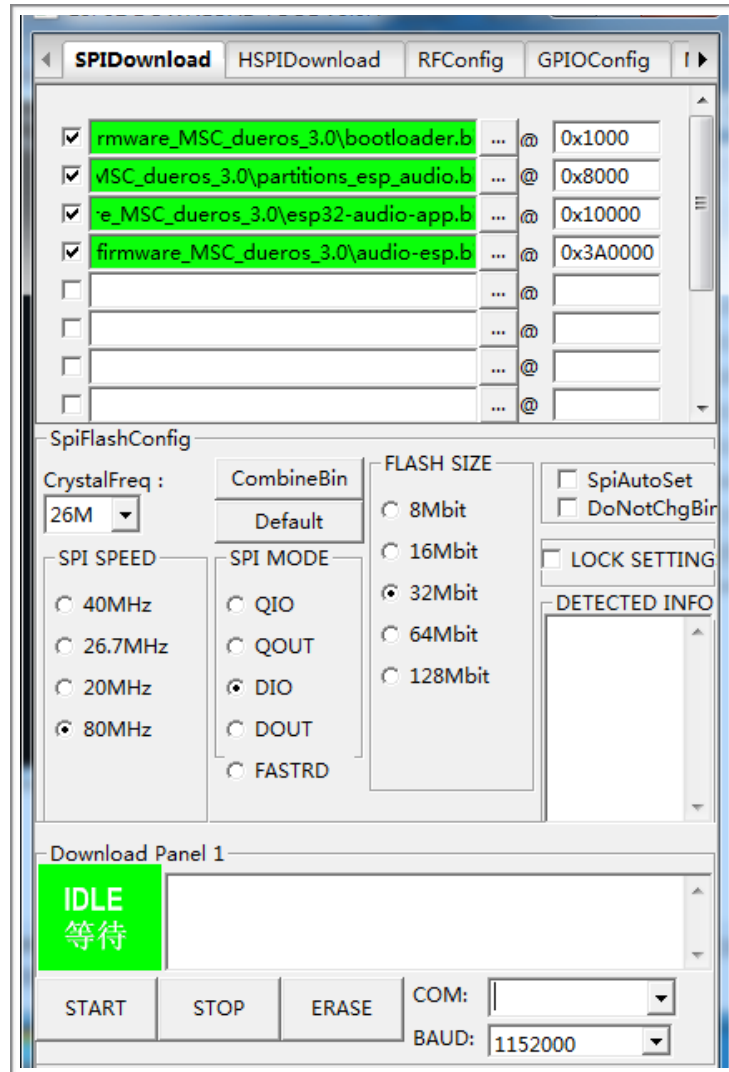 SPIDownload HSPIDownload RFConfig GPIOConfig
rmware_MSC_dueros_3.0\bootloader.b ... @ 0x1000
MSC_dueros_3.0\partitions_esp_audio.b ... @ 0x8000
e_MSC_dueros_3.0\esp32-audio-app.b ... @ 0x10000
firmware_MSC_dueros_3.0\audio-esp.b ... @ 0x3A0000
... @
... @
... @
... @
SpiFlashConfig
CrystalFreq :
26M
CombineBin
Default
SPI SPEED
40MHz
26.7MHz
20MHz
80MHz
SPI MODE
QIO
QOUT
DIO
DOUT
FASTRD
FLASH SIZE
8Mbit
16Mbit
32Mbit
64Mbit
128Mbit
SpiAutoSet
DoNotChgBin
LOCK SETTING
DETECTED INFO
Download Panel 1
IDLE
等待
START STOP ERASE
COM:
BAUD: 1152000